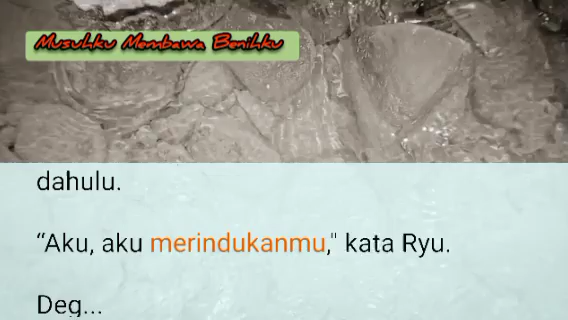 Musuhku Membawa Benihku
dahulu.
“Aku, aku merindukanmu," kata Ryu.
Deg...